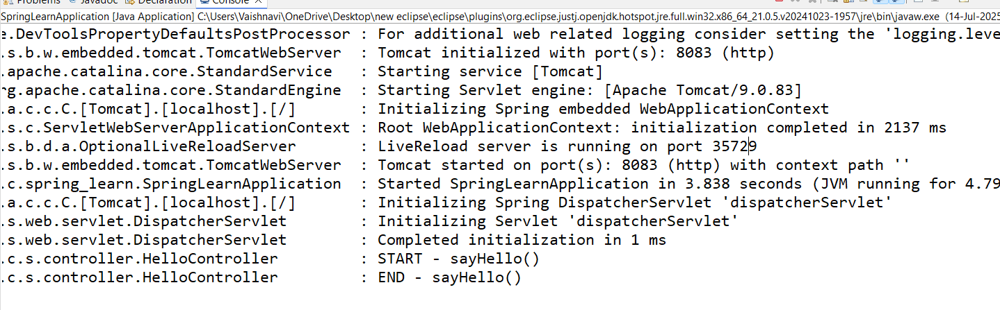 Problems Javadoc Declaration Console
SpringLearnApplication [Java Application] C:\Users\Vaishnavi\OneDrive\Desktop\new eclipse\eclipse\plugins\org.eclipse.justj.openjdk.hotspot.jre.full.win32.x86_64_21.0.5.v20241023-1957\jre\bin\javaw.exe (14-Jul-2025
e.DevToolsPropertyDefaultsPostProcessor : For additional web related logging consider setting the 'logging.leve
.s.b.w.embedded.tomcat.TomcatWebServer : Tomcat initialized with port(s): 8083 (http)
.apache.catalina.core.StandardService : Starting service [Tomcat]
rg.apache.catalina.core.StandardEngine : Starting Servlet engine: [Apache Tomcat/9.0.83]
.a.c.c.C.[Tomcat].[localhost].[/] : Initializing Spring embedded WebApplicationContext
.s.c.ServletWebServerApplicationContext : Root WebApplicationContext: initialization completed in 2137 ms
.s.b.d.a.OptionalLiveReloadServer : LiveReload server is running on port 35729
.s.b.w.embedded.tomcat.TomcatWebServer : Tomcat started on port(s): 8083 (http) with context path ''
.c.spring_learn.SpringLearnApplication : Started SpringLearnApplication in 3.838 seconds (JVM running for 4.79
.a.c.c.C.[Tomcat].[localhost].[/] : Initializing Spring DispatcherServlet 'dispatcherServlet'
.s.web.servlet.DispatcherServlet : Initializing Servlet 'dispatcherServlet'
.s.web.servlet.DispatcherServlet : Completed initialization in 1 ms
.c.s.controller.HelloController : START - sayHello()
.c.s.controller.HelloController : END - sayHello()